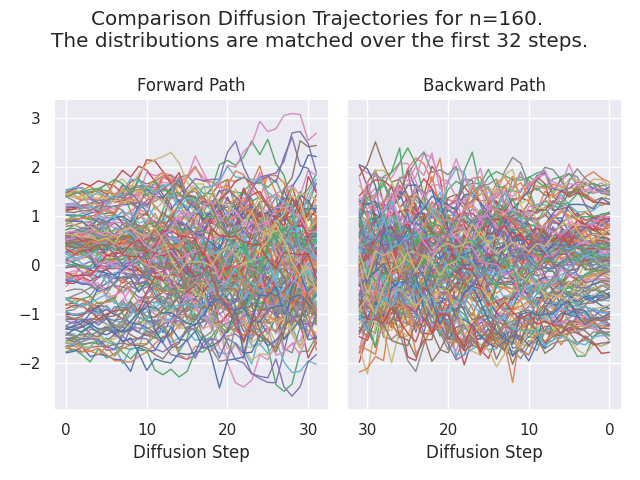 Comparison Diffusion Trajectories for n=160.
The distributions are matched over the first 32 steps.
Forward Path
Backward Path
3
2
1
0
−1
−2
0
10
20
30
30
20
10
0
Diffusion Step
Diffusion Step